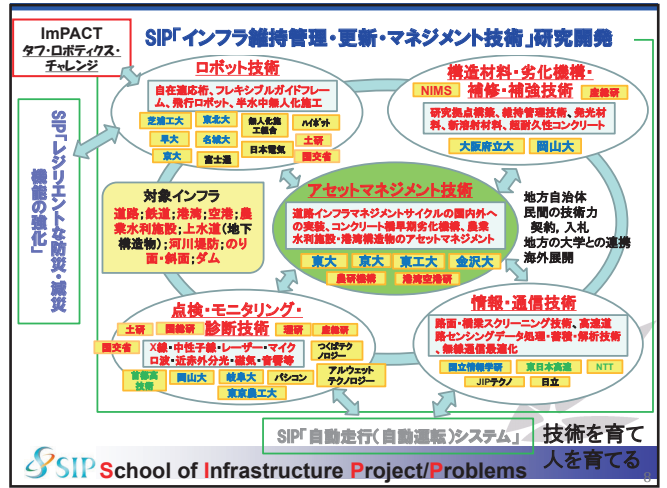 ImPACT
タフ・ロボティクス・
チャレンジ
SIP「インフラ維持管理・更新・マネジメント技術」研究開発
SIP「レジリエントな防災・減災
機能の強化」
ロボット技術
自在適応桁、フレキシブルガイドフレー
ム、飛行ロボット、半水中無人化施工
芝浦工大
東北大
無人化施
工組合
ハイボット
早大
名城大
土研
東大
富士通
日本電気
国交省
構造材料・劣化機構・
補修・補強技術
NIMS
産総研
研究拠点構築、維持管理技術、発光材
料、新溶射材料、超耐久性コンクリート
大阪府立大
岡山大
対象インフラ
道路;鉄道;港湾;空港;農
業水利施設;上水道(地下
構造物);河川堤防;のり
面・斜面;ダム
アセットマネジメント技術
道路インフラマネジメントサイクルの国内外へ
の実装、コンクリート橋早期劣化機構、農業
水利施設・港湾構造物のアセットマネジメント
東大
京大
東工大
金沢大
農研機構
港湾空港研
地方自治体
民間の技術力
契約,入札
地方の大学との連携
海外展開
点検・モニタリング・
診断技術
土研
国総研
理研
産総研
国交省
X線・中性子線・レーザー・マイク
ロ波・近赤外分光・磁気・音響等
つくばテク
ノロジー
首都高
技術
岡山大
岐阜大
パシコン
アルウェット
テクノロジー
東京農工大
情報・通信技術
路面・橋梁スクリーニング技術、高速道
路センシングデータ処理・蓄積・解析技術
、無線通信最適化
国立情報学研
東日本高速
NTT
JIPテクノ
日立
SIP「自動走行(自動運転)システム」
技術を育て
人を育てる
SIP School of Infrastructure Project/Problems
8